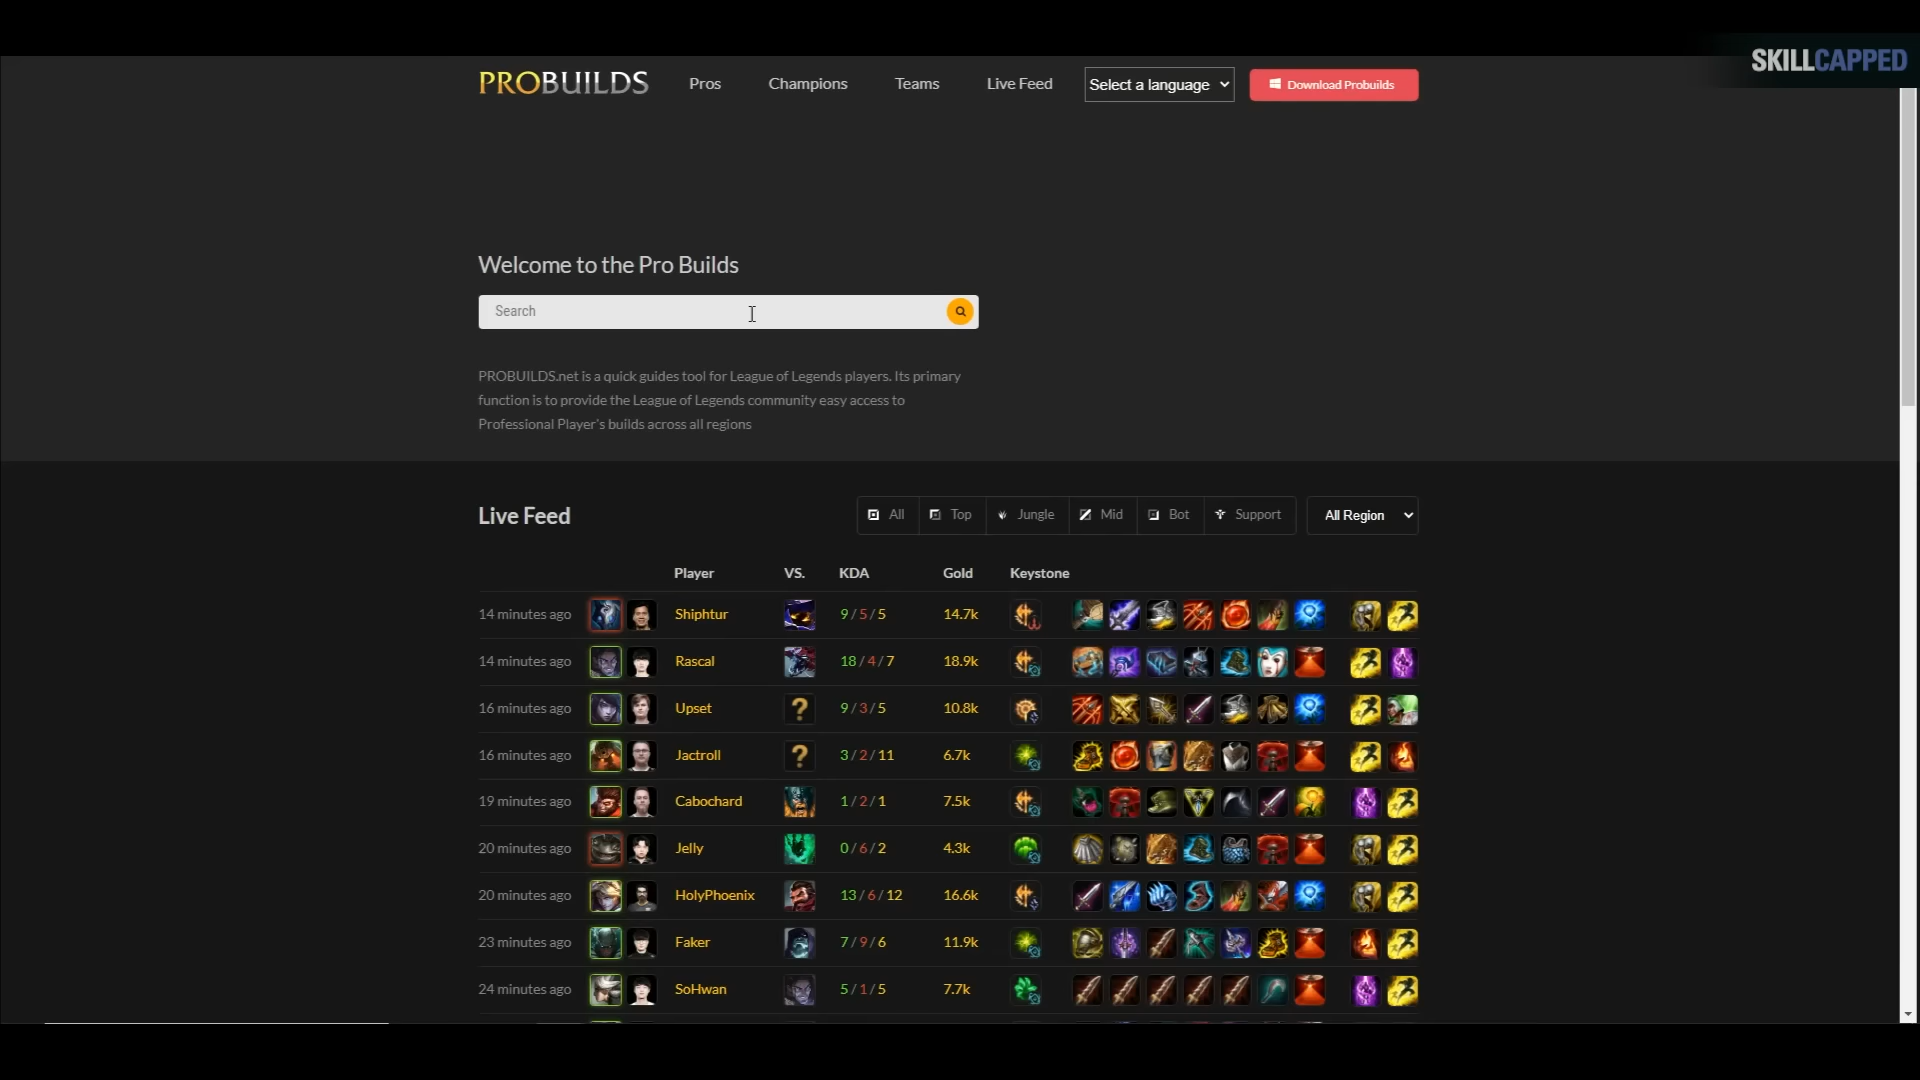 SKILLCAPPED
PROBUILDS Pros Champions Teams Live Feed Select a language Download Probuilds
Welcome to the Pro Builds
Search
PROBUILDS.net is a quick guides tool for League of Legends players. Its primary
function is to provide the League of Legends community easy access to
Professional Player's builds across all regions
Live Feed All Top Jungle Mid Bot Support All Region
Player VS. KDA Gold Keystone
14 minutes ago Shiphtur 9 / 5 / 5 14.7k
14 minutes ago Rascal 18 / 4 / 7 18.9k
16 minutes ago Upset ? 9 / 3 / 5 10.8k
16 minutes ago Jactroll ? 3 / 2 / 11 6.7k
19 minutes ago Cabochard 1 / 2 / 1 7.5k
20 minutes ago Jelly 0 / 6 / 2 4.3k
20 minutes ago HolyPhoenix 13 / 6 / 12 16.6k
23 minutes ago Faker 7 / 9 / 6 11.9k
24 minutes ago SoHwan 5 / 1 / 5 7.7k